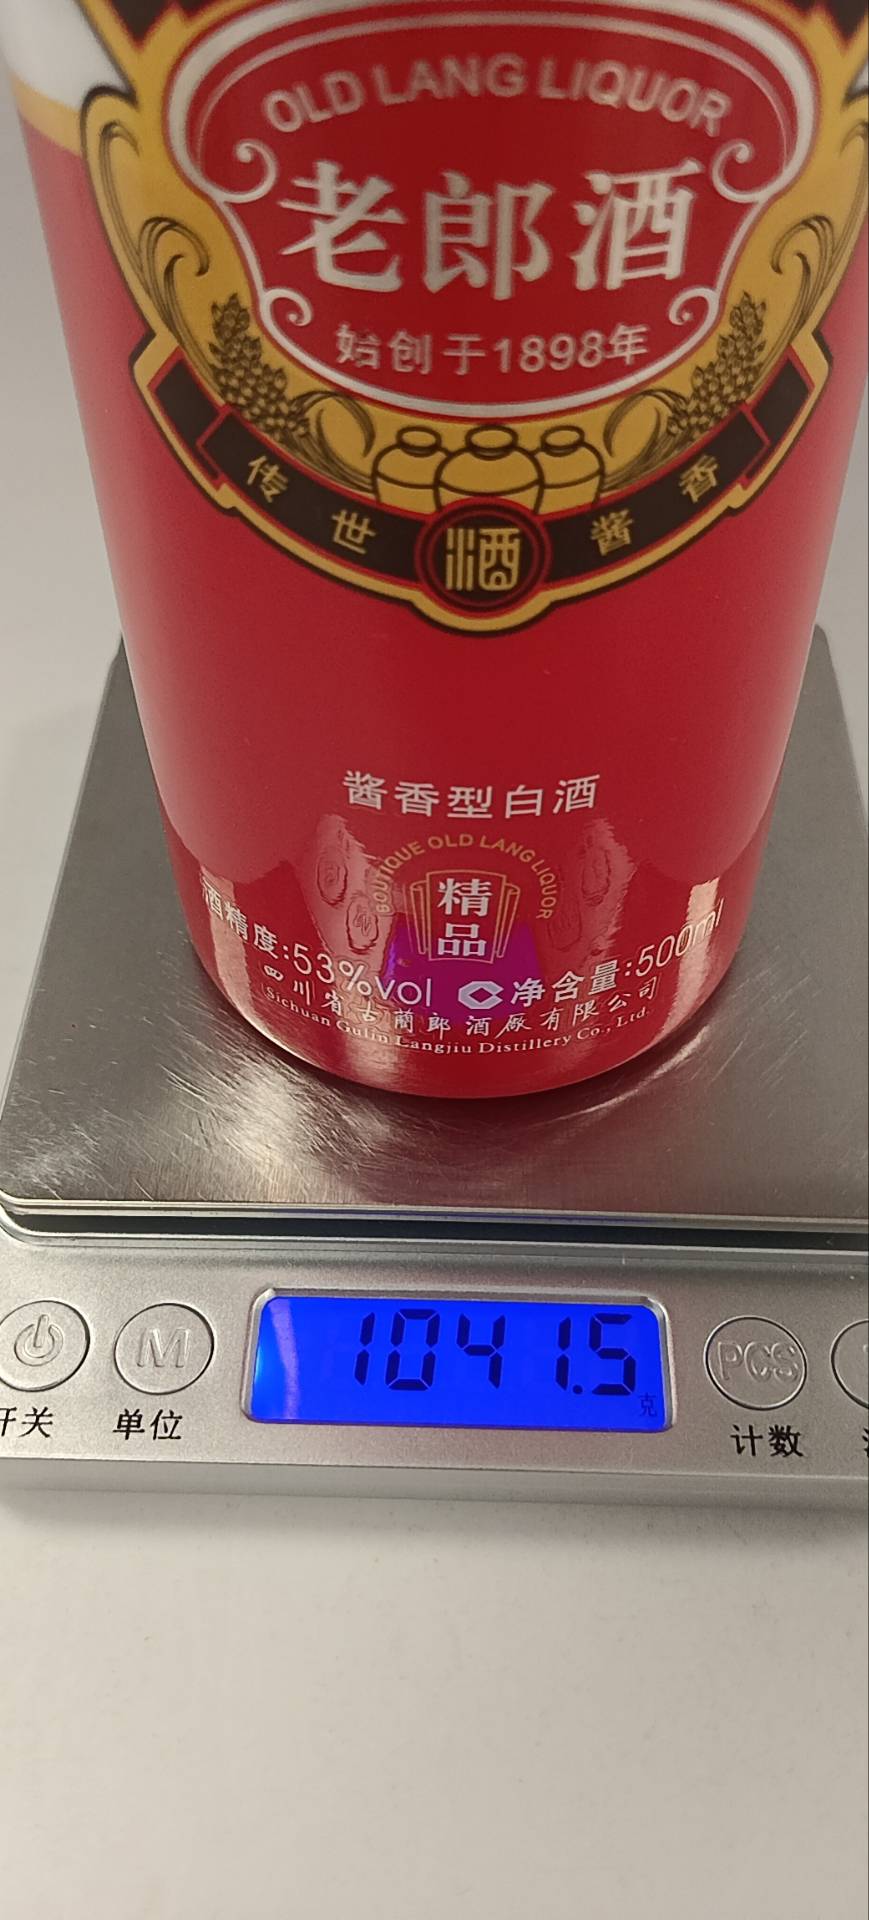 OLD LANG LIQUOR
老郎酒
始创于1898年
传世酒酱香
酱香型白酒
BOUTIQUE OLD LANG LIQUOR
精品
酒精度:53%vol C 净含量:500ml
四川省古蔺郎酒厂有限公司
Sichuan Gulin Langjiu Distillery Co., Ltd.
1041.5
克
M
PCS
开关
单位
计数